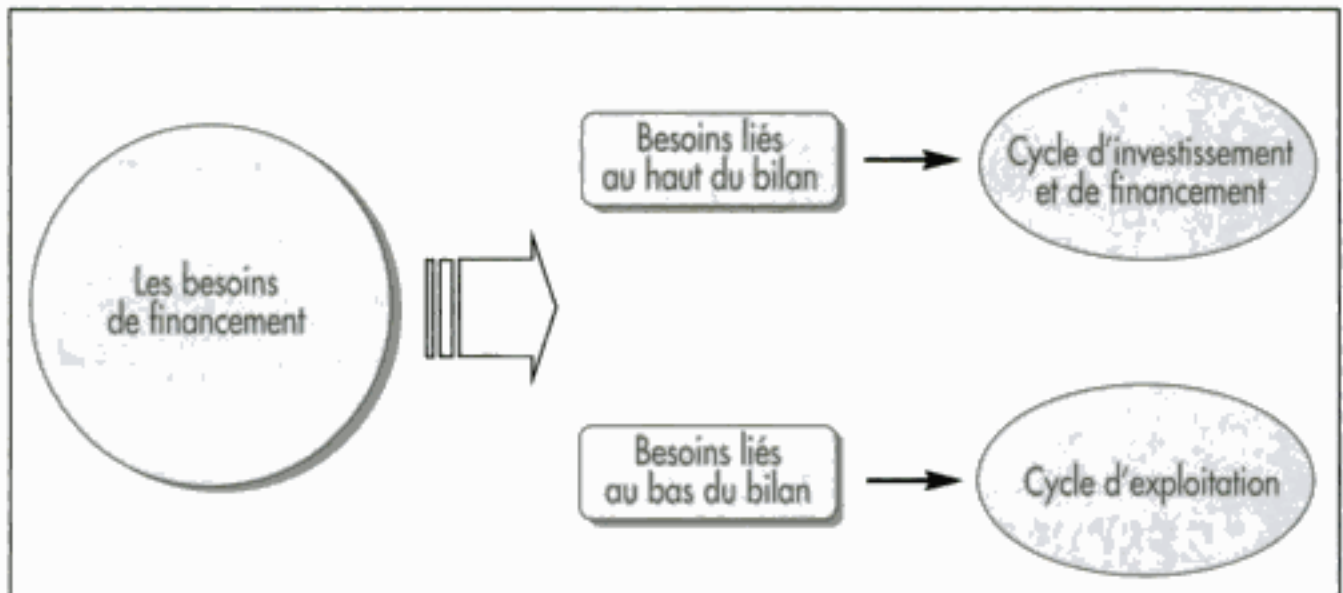 Les besoins
de financement
Besoins liés
au haut du bilan
Cycle d'investissement
et de financement
Besoins liés
au bas du bilan
Cycle d'exploitation